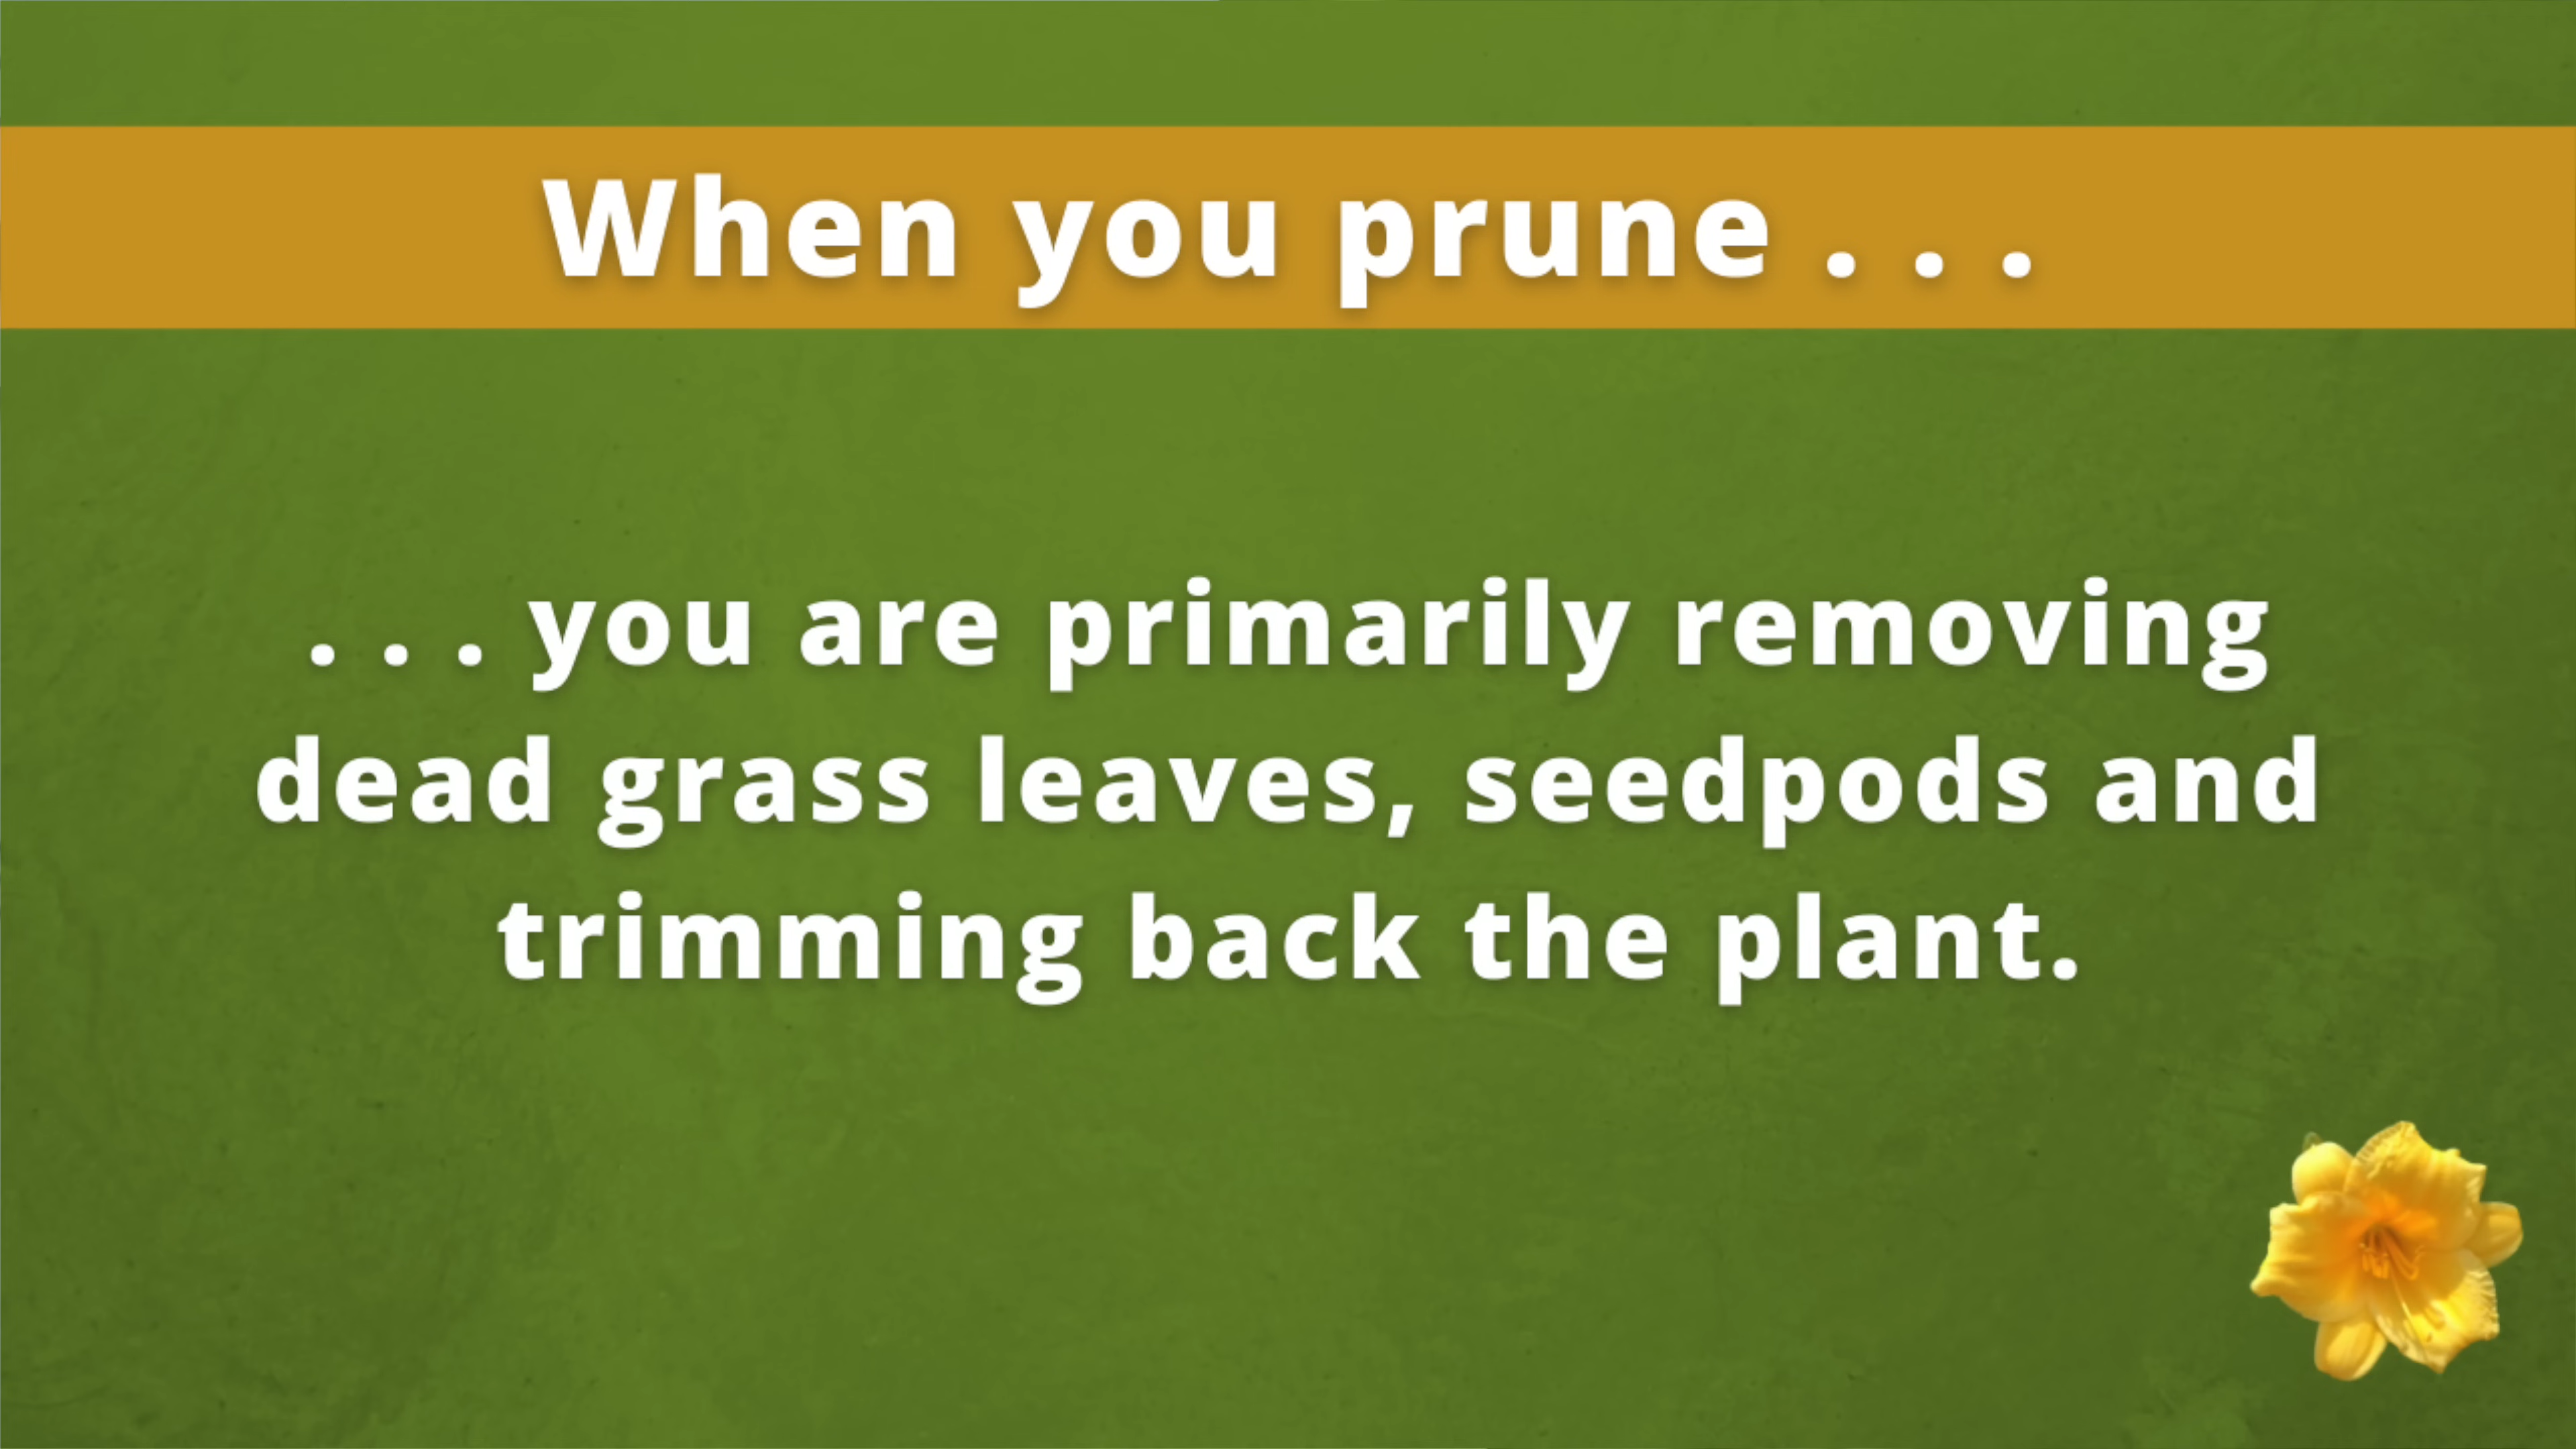 When you prune . . .
. . . you are primarily removing
dead grass leaves, seedpods and
trimming back the plant.